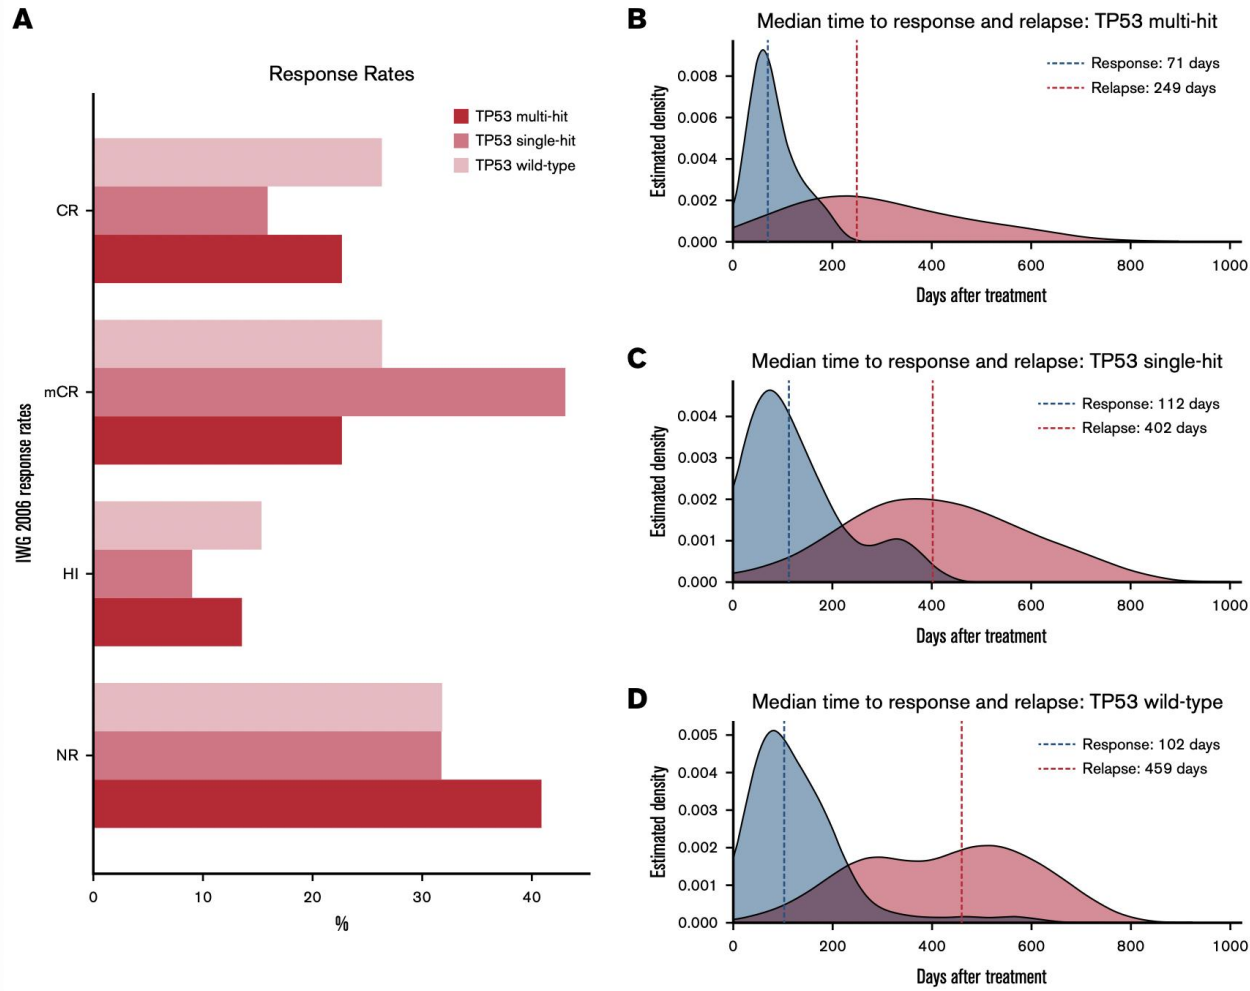 A
Response Rates
TP53 multi-hit
TP53 single-hit
TP53 wild-type
IWG 2006 response rates
CR
mCR
HI
NR
0 10 20 30 40
%
B
Median time to response and relapse: TP53 multi-hit
Response: 71 days
Relapse: 249 days
Estimated density
0.008
0.006
0.004
0.002
0.000
0 200 400 600 800 1000
Days after treatment
C
Median time to response and relapse: TP53 single-hit
Response: 112 days
Relapse: 402 days
Estimated density
0.004
0.003
0.002
0.001
0.000
0 200 400 600 800 1000
Days after treatment
D
Median time to response and relapse: TP53 wild-type
Response: 102 days
Relapse: 459 days
Estimated density
0.005
0.004
0.003
0.002
0.001
0.000
0 200 400 600 800 1000
Days after treatment